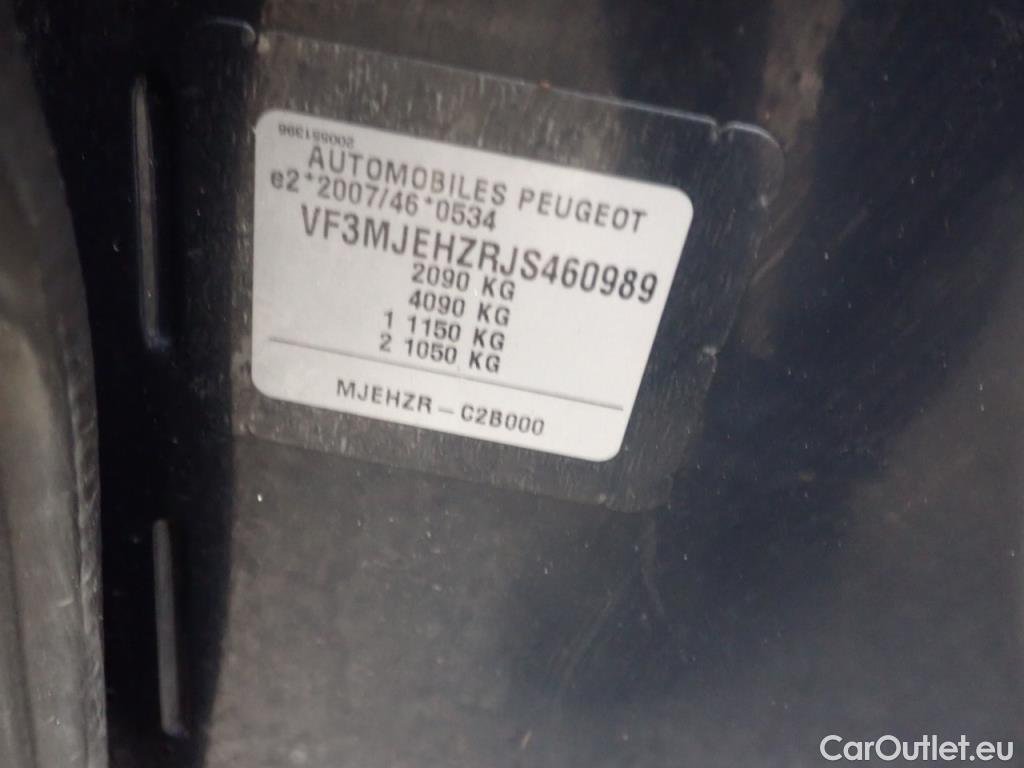 200551396
AUTOMOBILES PEUGEOT
e2*2007/46*0534
VF3MJEHZRJS460989
2090 KG
4090 KG
1 1150 KG
2 1050 KG
MJEHZR – C2B000
CarOutlet.eu